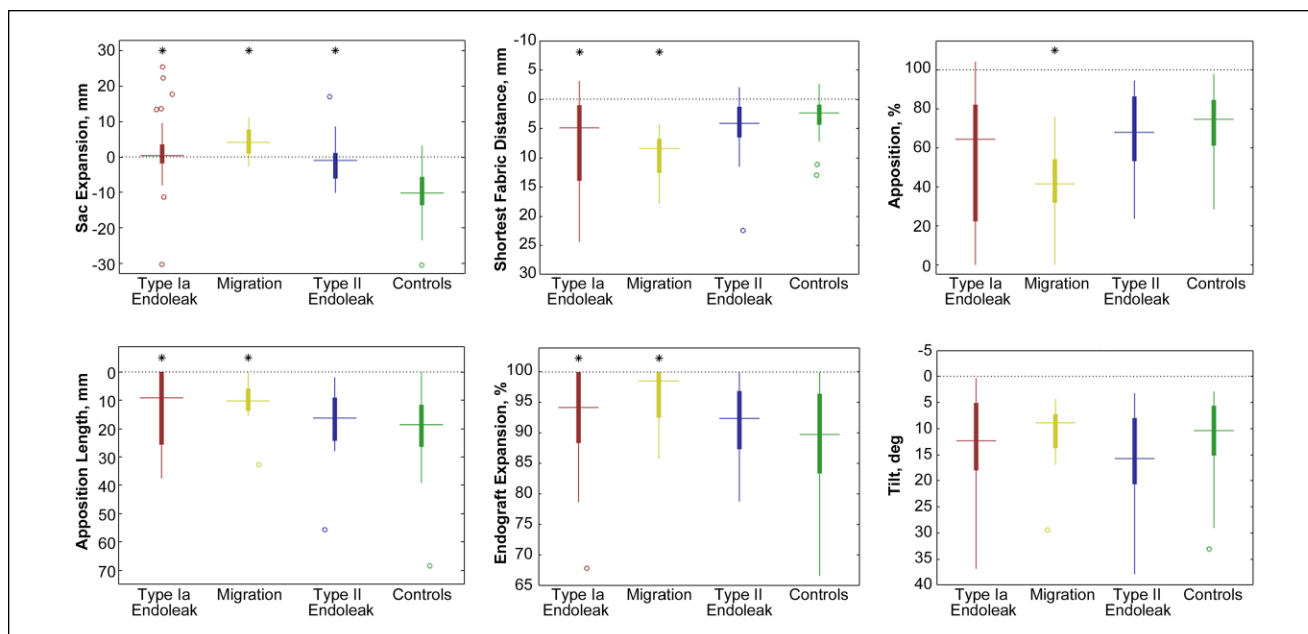 Sac Expansion, mm
30
20
10
0
-10
-20
-30
*
*
*
Type Ia
Endoleak
Migration
Type II
Endoleak
Controls
Shortest Fabric Distance, mm
-10
-5
0
5
10
15
20
25
30
*
*
Type Ia
Endoleak
Migration
Type II
Endoleak
Controls
Apposition, %
100
80
60
40
20
0
*
Type Ia
Endoleak
Migration
Type II
Endoleak
Controls
Apposition Length, mm
0
10
20
30
40
50
60
70
*
*
Type Ia
Endoleak
Migration
Type II
Endoleak
Controls
Endograft Expansion, %
100
95
90
85
80
75
70
65
*
*
Type Ia
Endoleak
Migration
Type II
Endoleak
Controls
Tilt, deg
-5
0
5
10
15
20
25
30
35
40
Type Ia
Endoleak
Migration
Type II
Endoleak
Controls